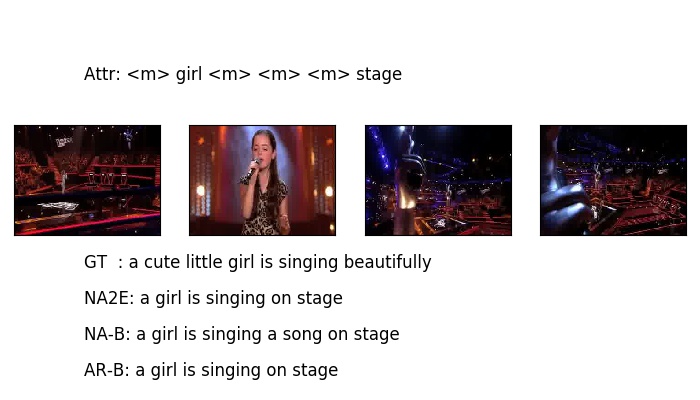 Attr: <m> girl <m> <m> <m> stage
GT  : a cute little girl is singing beautifully
NA2E: a girl is singing on stage
NA-B: a girl is singing a song on stage
AR-B: a girl is singing on stage